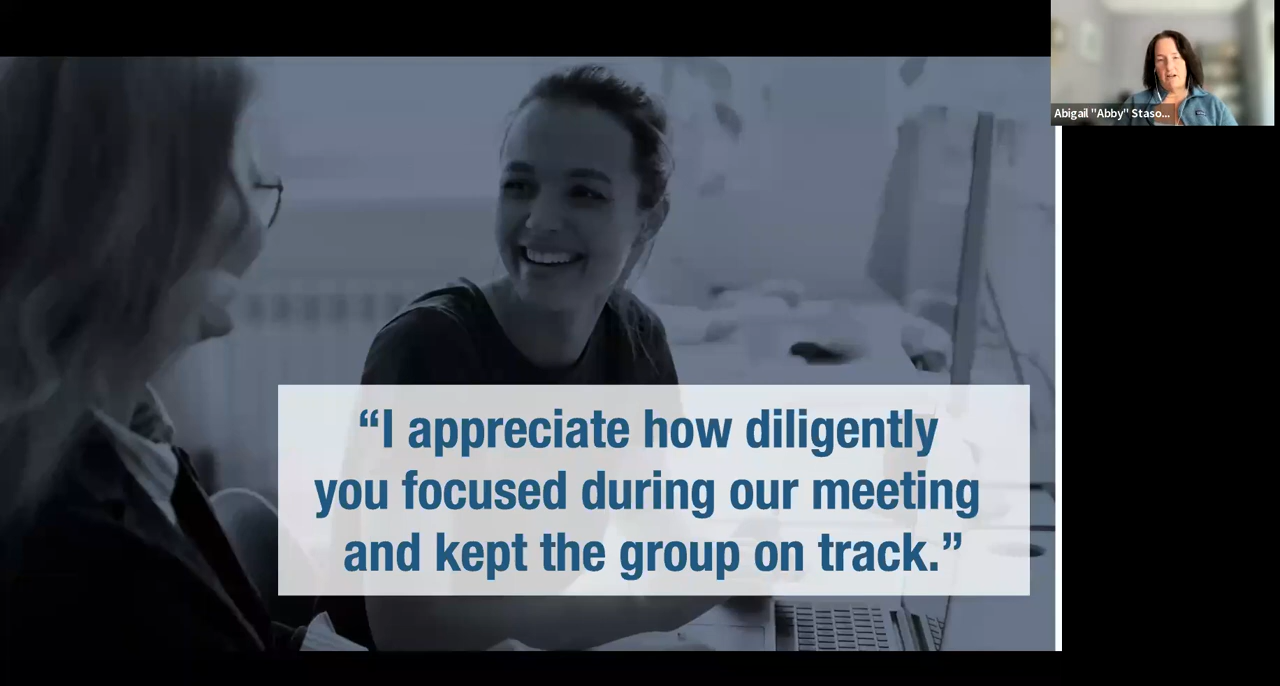 Abigail "Abby" Staso...
“I appreciate how diligently
you focused during our meeting
and kept the group on track.”